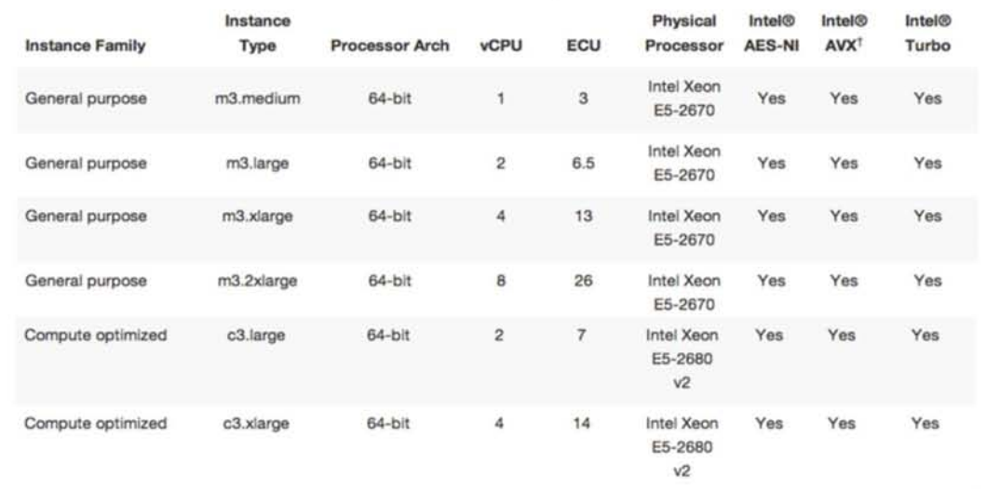 Instance Family Instance Type Processor Arch vCPU ECU Physical Processor Intel® AES-NI Intel® AVX† Intel® Turbo
General purpose m3.medium 64-bit 1 3 Intel Xeon E5-2670 Yes Yes Yes
General purpose m3.large 64-bit 2 6.5 Intel Xeon E5-2670 Yes Yes Yes
General purpose m3.xlarge 64-bit 4 13 Intel Xeon E5-2670 Yes Yes Yes
General purpose m3.2xlarge 64-bit 8 26 Intel Xeon E5-2670 Yes Yes Yes
Compute optimized c3.large 64-bit 2 7 Intel Xeon E5-2680 v2 Yes Yes Yes
Compute optimized c3.xlarge 64-bit 4 14 Intel Xeon E5-2680 v2 Yes Yes Yes